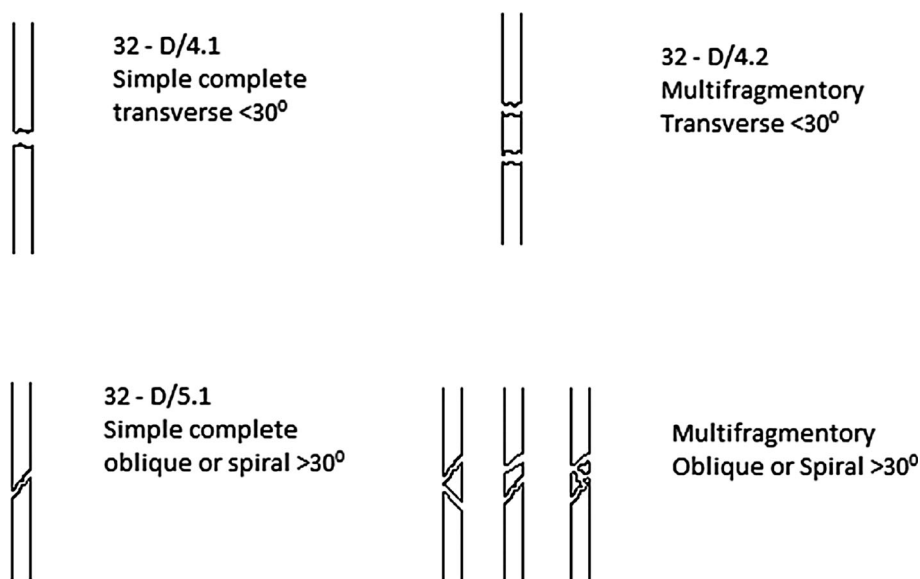 32 - D/4.1
Simple complete
transverse <30⁰
32 - D/4.2
Multifragmentory
Transverse <30⁰
32 - D/5.1
Simple complete
oblique or spiral >30⁰
Multifragmentory
Oblique or Spiral >30⁰